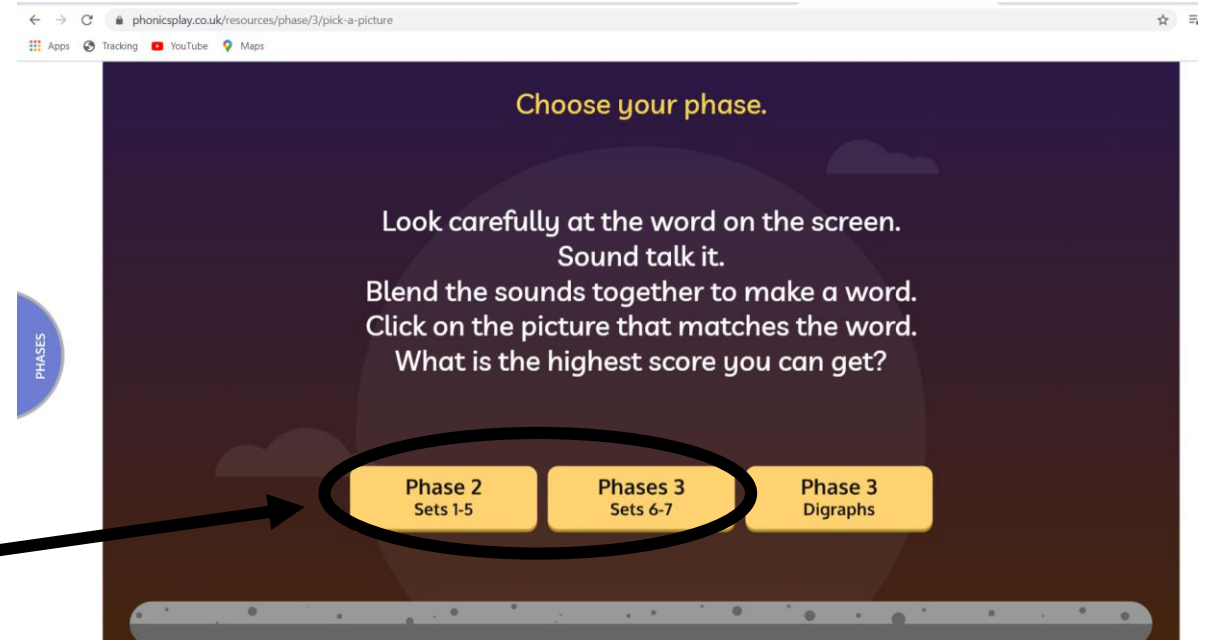 phonicsplay.co.uk/resources/phase/3/pick-a-picture
Apps Tracking YouTube Maps
Choose your phase.
Look carefully at the word on the screen.
Sound talk it.
Blend the sounds together to make a word.
Click on the picture that matches the word.
What is the highest score you can get?
PHASES
Phase 2
Sets 1-5
Phases 3
Sets 6-7
Phase 3
Digraphs